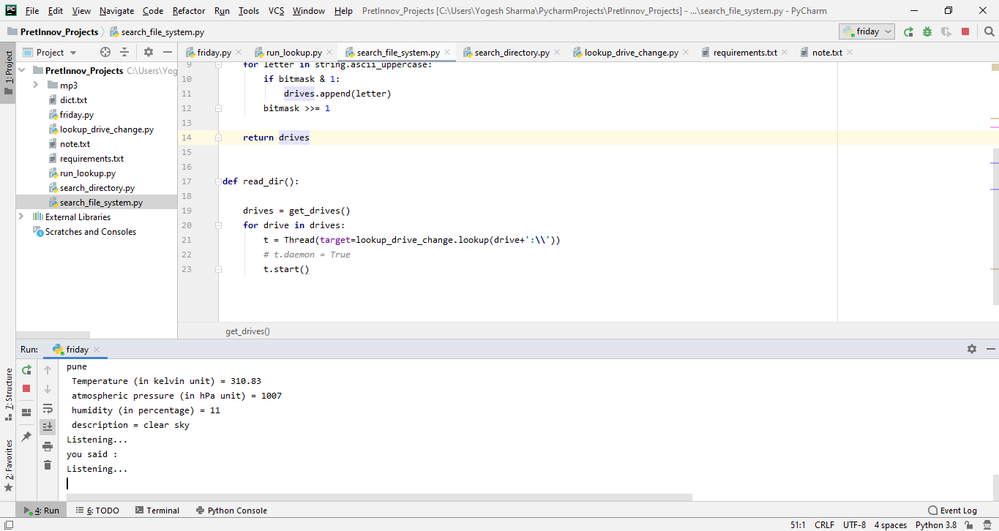 File Edit View Navigate Code Refactor Run Tools VCS Window Help PretInnov_Projects [C:\Users\Yogesh Sharma\PycharmProjects\PretInnov_Projects] - ...\search_file_system.py - PyCharm
PretInnov_Projects search_file_system.py friday
1: Project
Project friday.py run_lookup.py search_file_system.py search_directory.py lookup_drive_change.py requirements.txt note.txt
PretInnov_Projects C:\Users\Yog
mp3
dict.txt
friday.py
lookup_drive_change.py
note.txt
requirements.txt
run_lookup.py
search_directory.py
search_file_system.py
External Libraries
Scratches and Consoles
9 for letter in string.ascii_uppercase:
10 if bitmask & 1:
11 drives.append(letter)
12 bitmask >>= 1
13
14 return drives
15
16
17 def read_dir():
18
19 drives = get_drives()
20 for drive in drives:
21 t = Thread(target=lookup_drive_change.lookup(drive+':\\'))
22 # t.daemon = True
23 t.start()
get_drives()
Run: friday
7: Structure
2: Favorites
pune
Temperature (in kelvin unit) = 310.83
atmospheric pressure (in hPa unit) = 1007
humidity (in percentage) = 11
description = clear sky
Listening...
you said :
Listening...
4: Run 6: TODO Terminal Python Console Event Log
51:1 CRLF UTF-8 4 spaces Python 3.8